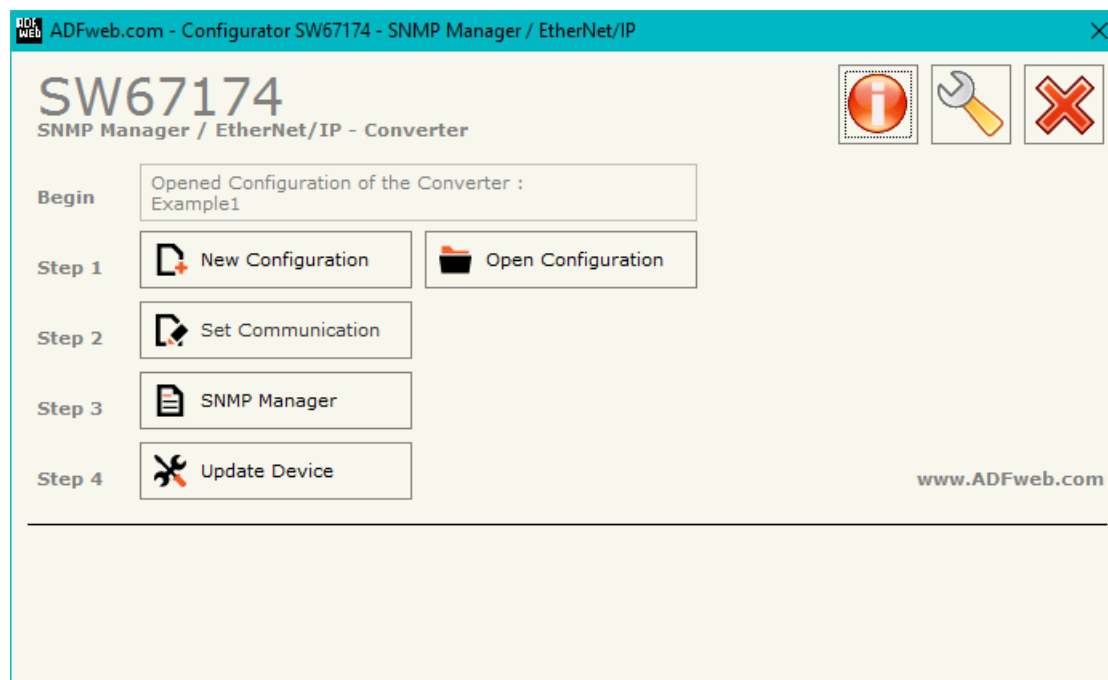 ADF
WEB
ADFweb.com - Configurator SW67174 - SNMP Manager / EtherNet/IP
SW67174
SNMP Manager / EtherNet/IP - Converter
Begin
Opened Configuration of the Converter :
Example1
Step 1
New Configuration
Open Configuration
Step 2
Set Communication
Step 3
SNMP Manager
Step 4
Update Device
www.ADFweb.com